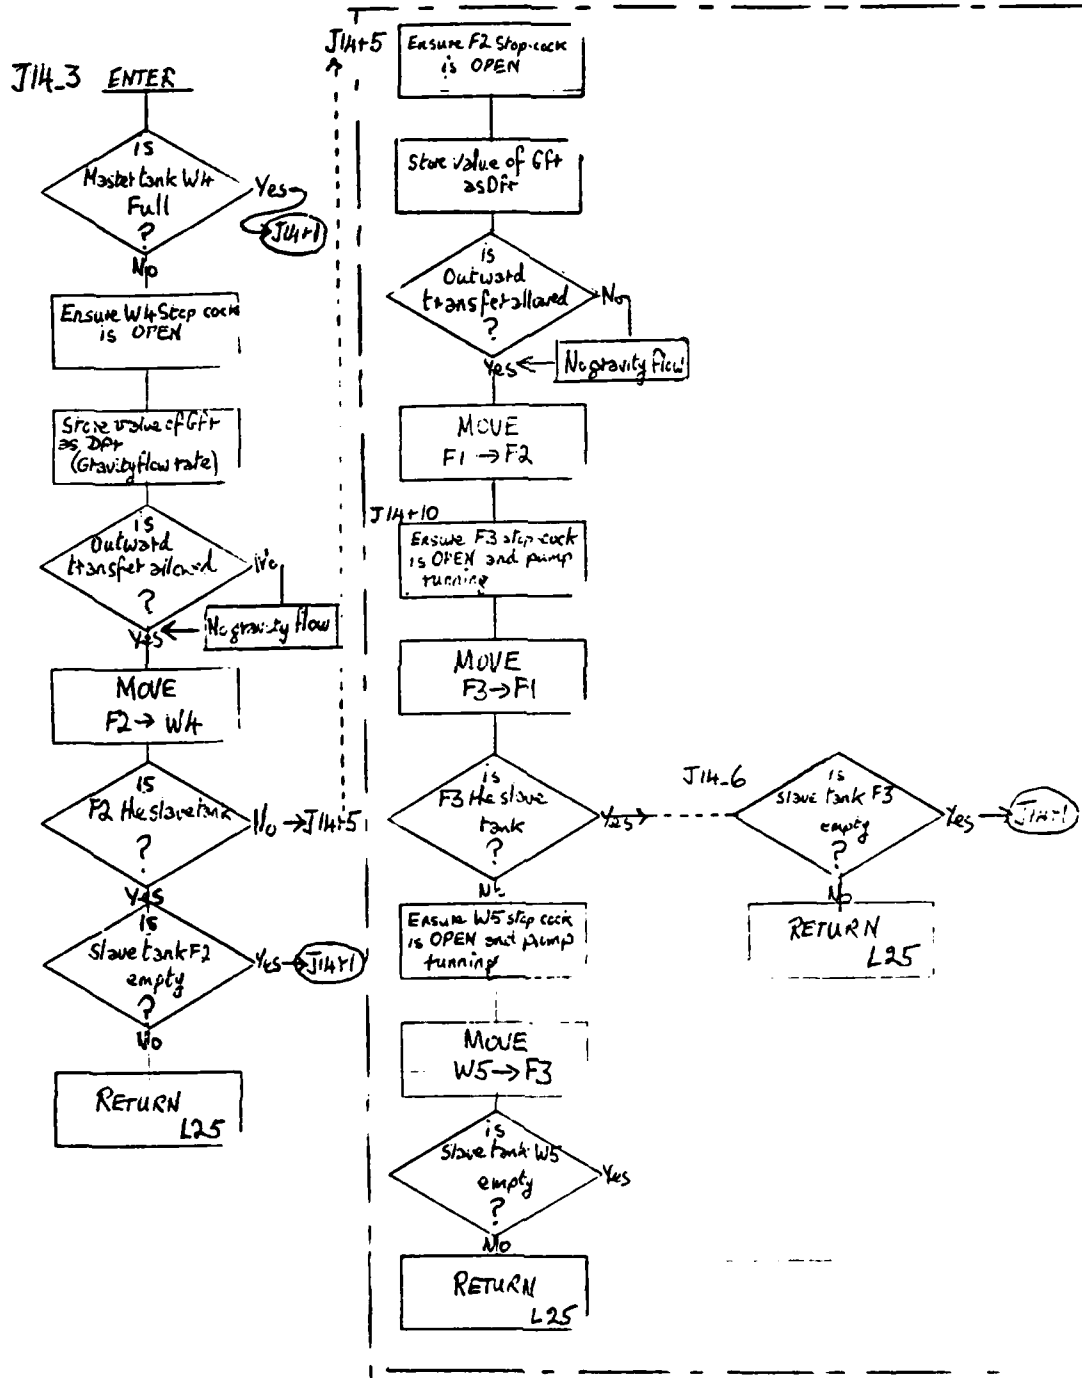 J14_3 ENTER
is
Master tank W4
Full
?
Yes
J14+1
No
Ensure W4 Stop cock
is OPEN
Store value of Gft
as Dft
(Gravity flow rate)
is
Outward
transfer allowed
?
No
No gravity flow
Yes
MOVE
F2 → W4
is
F2 the slave tank
?
No → J14+5
Yes
is
Slave tank F2
empty
?
Yes → J14+1
No
RETURN
L25
J14+5
Ensure F2 Stop-cock
is OPEN
Store value of Gft
as Dft
is
Outward
transfer allowed
?
No
No gravity flow
Yes
MOVE
F1 → F2
J14+10
Ensure F3 stop-cock
is OPEN and pump
running
MOVE
F3 → F1
is
F3 the slave
tank
?
Yes
No
J14_6
is
slave tank F3
empty
?
Yes → J14+1
No
RETURN
L25
Ensure W5 stop cock
is OPEN and pump
running
MOVE
W5 → F3
is
Slave tank W5
empty
?
Yes
No
RETURN
L25